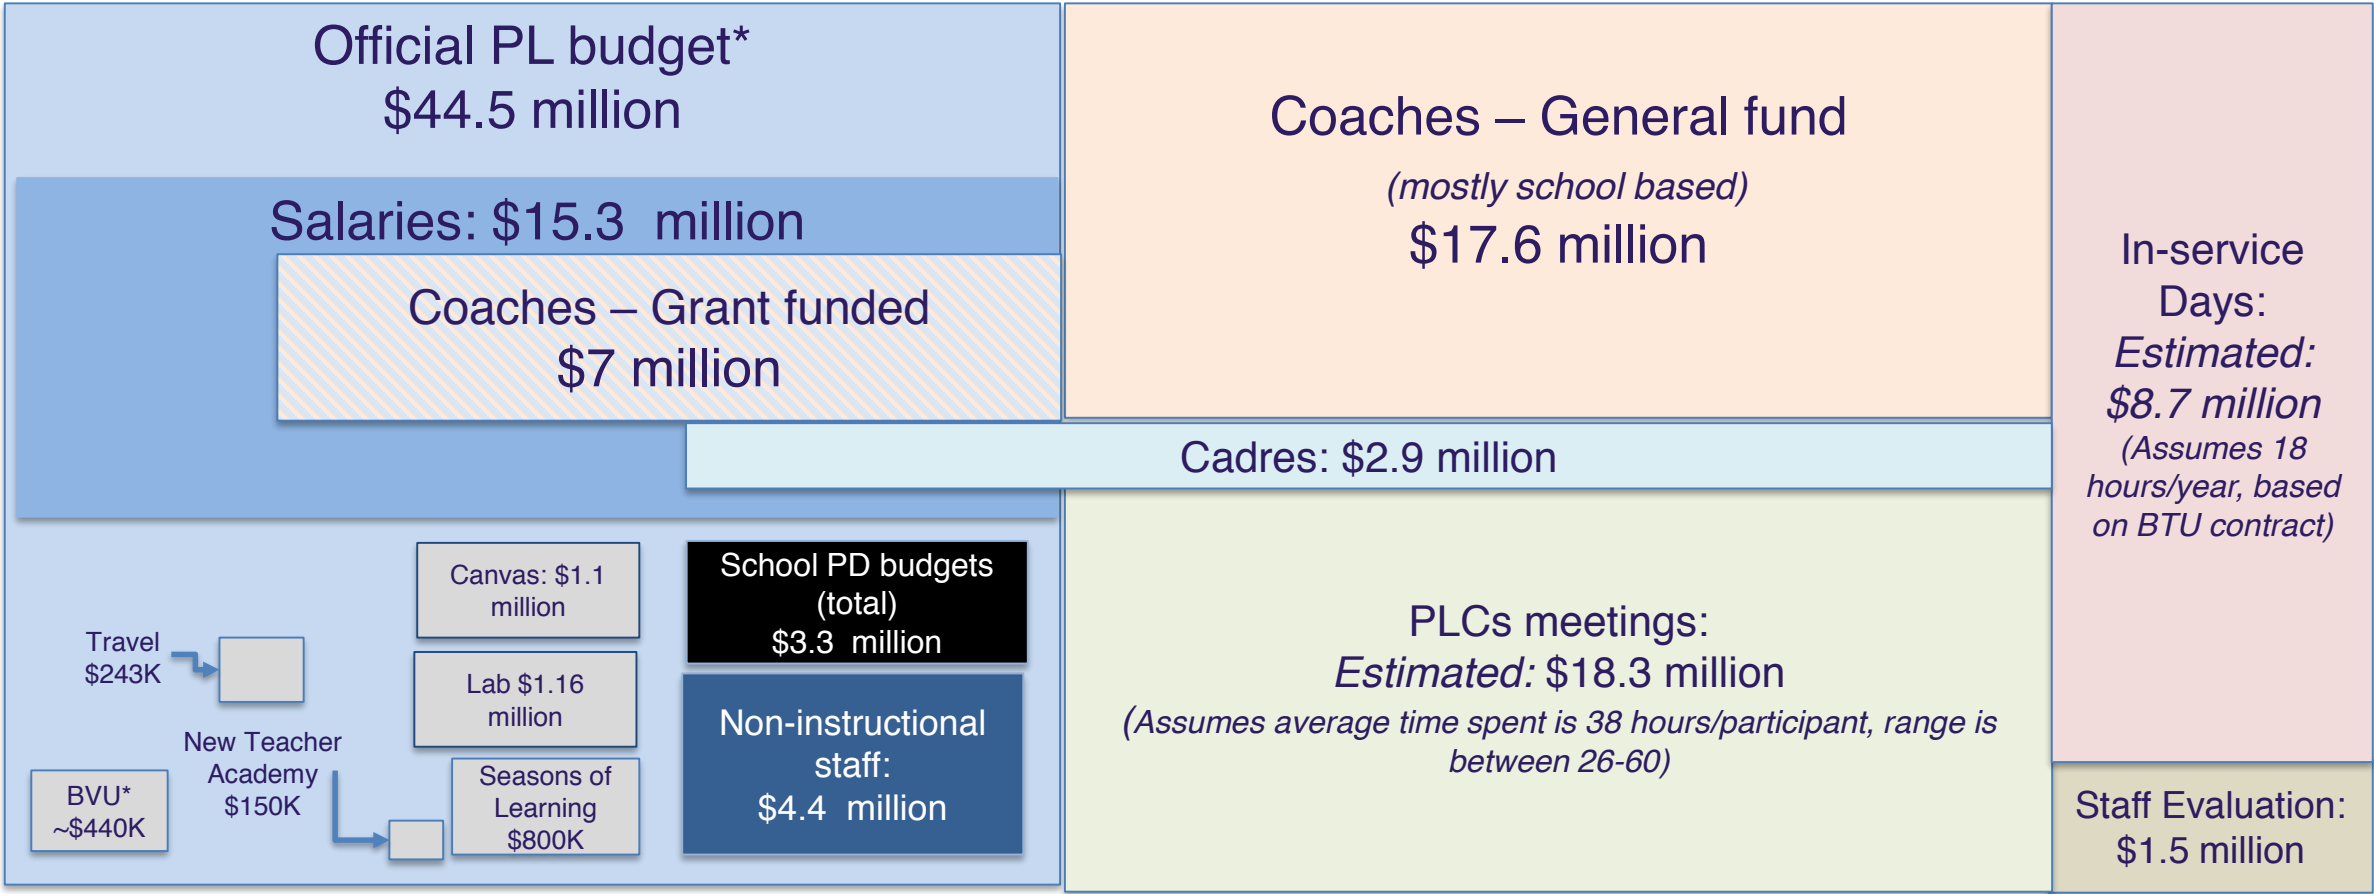 Official PL budget*
$44.5 million
Salaries: $15.3 million
Coaches – Grant funded
$7 million
Coaches – General fund
(mostly school based)
$17.6 million
Cadres: $2.9 million
In-service
Days:
Estimated:
$8.7 million
(Assumes 18
hours/year, based
on BTU contract)
Canvas: $1.1
million
School PD budgets
(total)
$3.3 million
Travel
$243K
Lab $1.16
million
Non-instructional
staff:
$4.4 million
New Teacher
Academy
$150K
BVU*
~$440K
Seasons of
Learning
$800K
PLCs meetings:
Estimated: $18.3 million
(Assumes average time spent is 38 hours/participant, range is
between 26-60)
Staff Evaluation:
$1.5 million